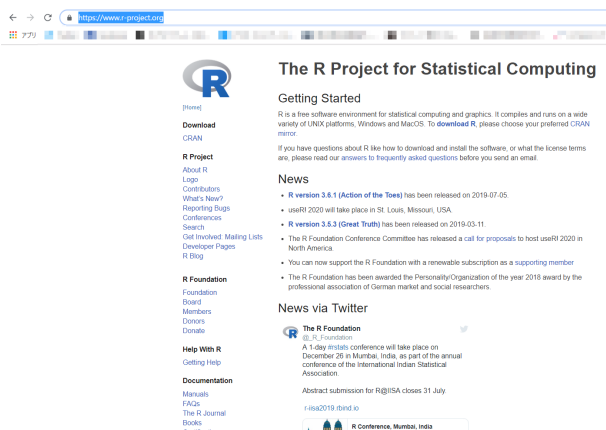 https://www.r-project.org
アプリ
R
[Home]
Download
CRAN
R Project
About R
Logo
Contributors
What's New?
Reporting Bugs
Conferences
Search
Get Involved: Mailing Lists
Developer Pages
R Blog
R Foundation
Foundation
Board
Members
Donors
Donate
Help With R
Getting Help
Documentation
Manuals
FAQs
The R Journal
Books
The R Project for Statistical Computing
Getting Started
R is a free software environment for statistical computing and graphics. It compiles and runs on a wide
variety of UNIX platforms, Windows and MacOS. To download R, please choose your preferred CRAN
mirror.
If you have questions about R like how to download and install the software, or what the license terms
are, please read our answers to frequently asked questions before you send an email.
News
R version 3.6.1 (Action of the Toes) has been released on 2019-07-05.
useR! 2020 will take place in St. Louis, Missouri, USA.
R version 3.5.3 (Great Truth) has been released on 2019-03-11.
The R Foundation Conference Committee has released a call for proposals to host useR! 2020 in
North America.
You can now support the R Foundation with a renewable subscription as a supporting member
The R Foundation has been awarded the Personality/Organization of the year 2018 award by the
professional association of German market and social researchers.
News via Twitter
R
The R Foundation
@_R_Foundation
A 1-day #rstats conference will take place on
December 26 in Mumbai, India, as part of the annual
conference of the International Indian Statistical
Association.
Abstract submission for R@IISA closes 31 July.
r-iisa2019.rbind.io
R Conference, Mumbai, India